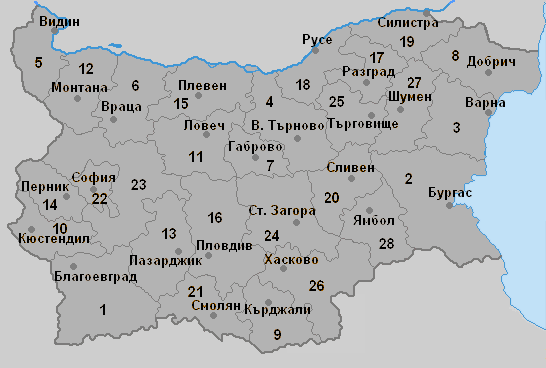 Видин
Силистра
Русе
19
5
12
17
8
Добрич
6
Разград
Монтана
Плевен
18
27
15
4
25
Шумен
Варна
Враца
Ловеч
В. Търново
Търговище
3
Габрово
11
7
Сливен
София
2
Перник
22
23
20
Бургас
14
16
Ст. Загора
Ямбол
10
Кюстендил
13
24
28
Пловдив
Пазарджик
Хасково
Благоевград
21
26
Смолян
Кърджали
1
9